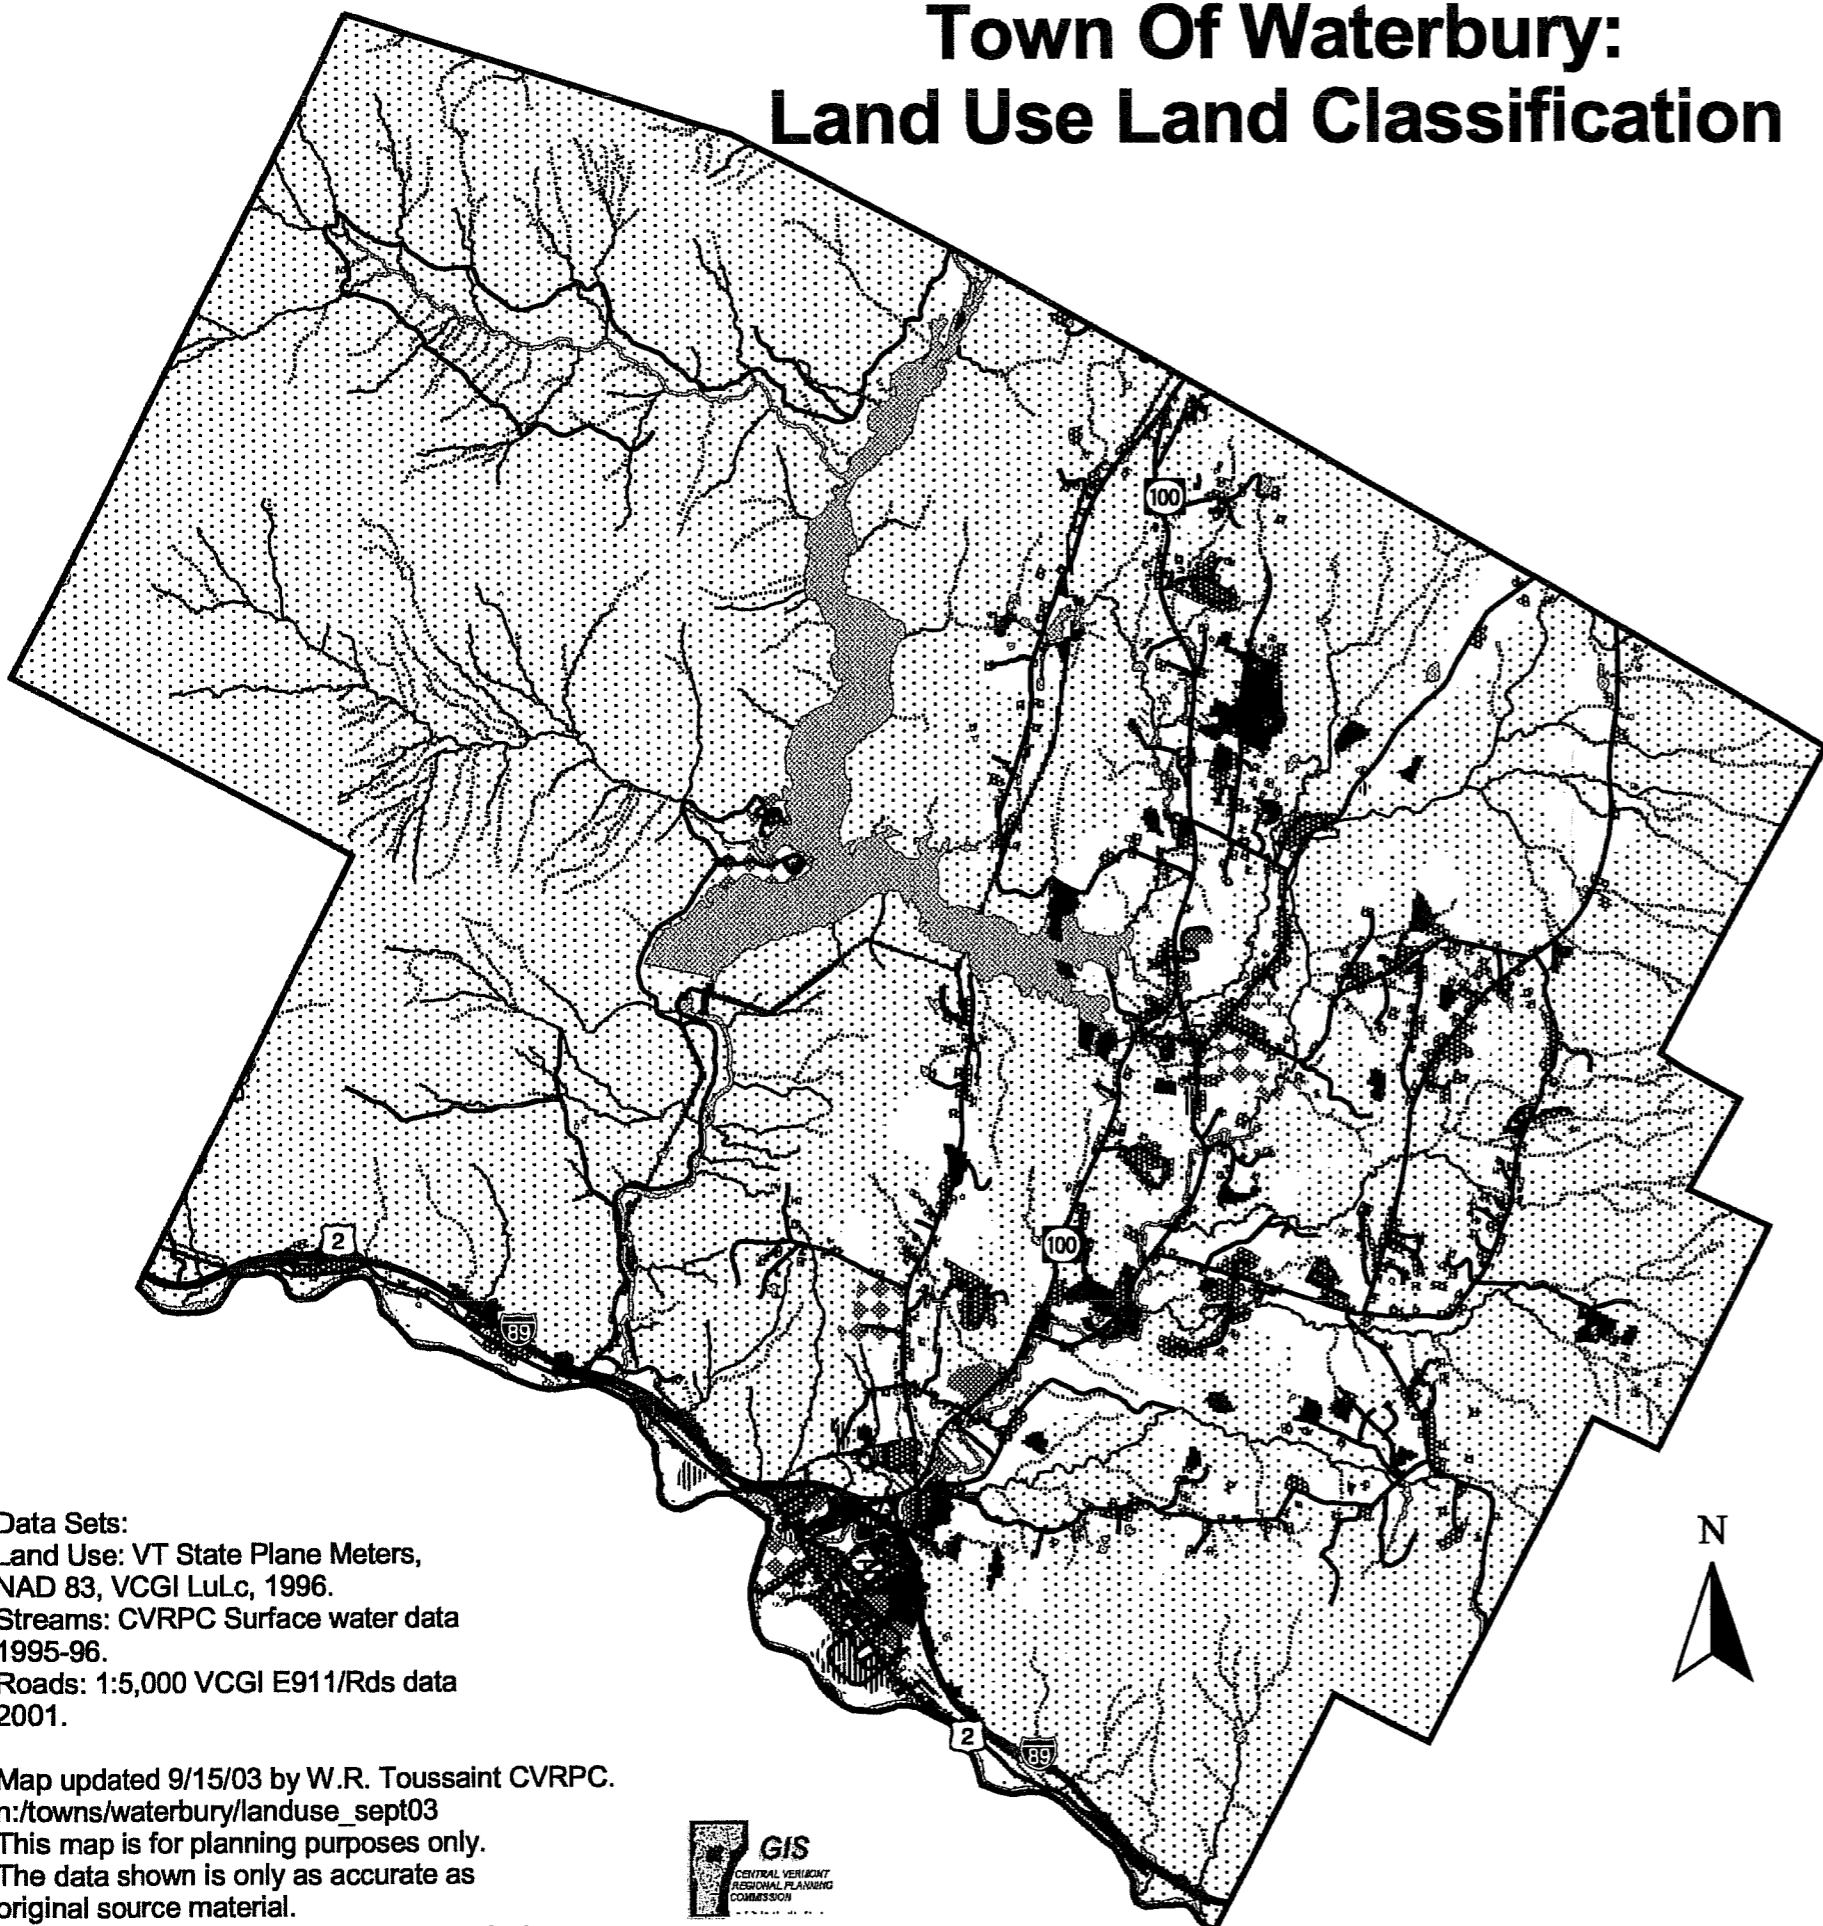 Town Of Waterbury:
Land Use Land Classification
100
100
2
89
2
89
N
Data Sets:
Land Use: VT State Plane Meters,
NAD 83, VCGI LuLc, 1996.
Streams: CVRPC Surface water data
1995-96.
Roads: 1:5,000 VCGI E911/Rds data
2001.
Map updated 9/15/03 by W.R. Toussaint CVRPC.
n:/towns/waterbury/landuse_sept03
This map is for planning purposes only.
The data shown is only as accurate as
original source material.
GIS
CENTRAL VERMONT
REGIONAL PLANNING
COMMISSION